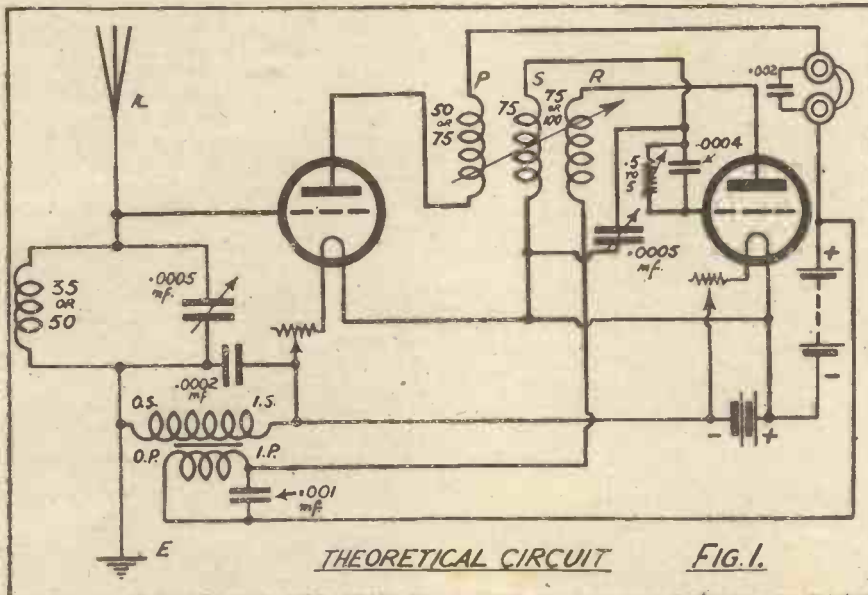 P
S
R
50
OR
75
75
75
OR
100
.002
.0004
.5
TO
5
.0005
mf.
35
OR
50
.0005
mf.
.0002
mf
O.S.
I.S.
O.P.
I.P.
.001
mf.
+
-
-
+
E
THEORETICAL CIRCUIT
FIG.1.